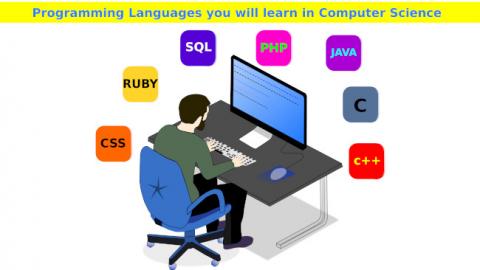 Programming Languages you will learn in Computer Science
SQL
PHP
JAVA
RUBY
C
CSS
c++